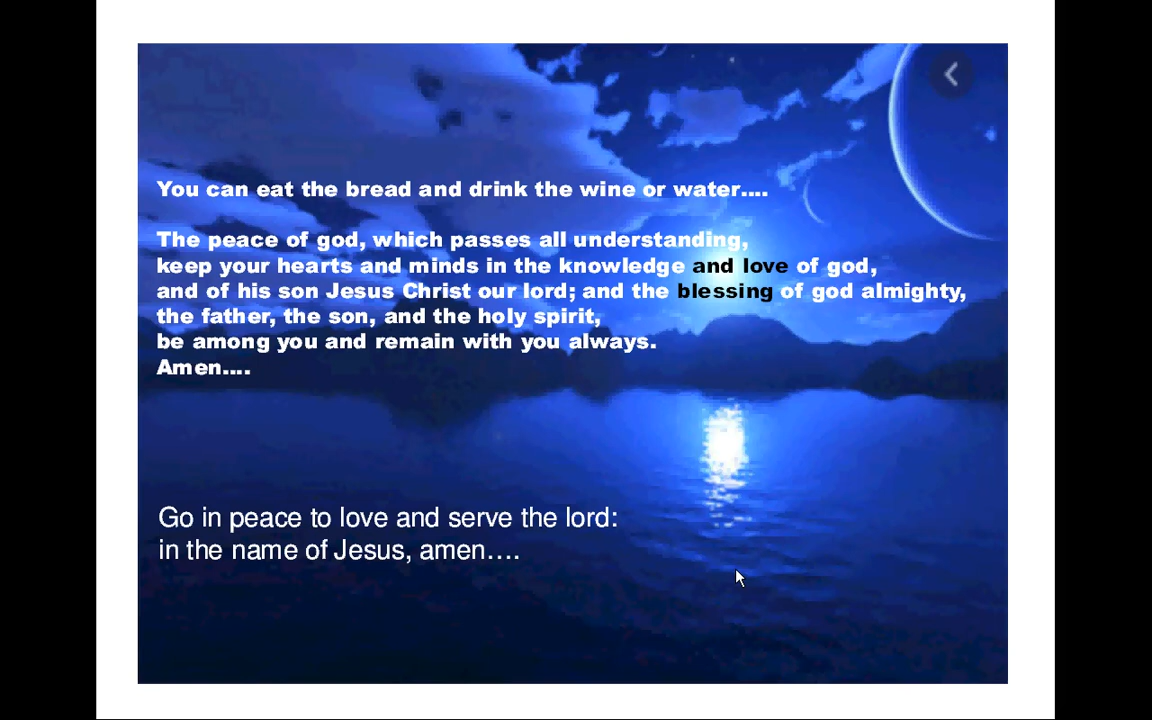 You can eat the bread and drink the wine or water....
The peace of god, which passes all understanding,
keep your hearts and minds in the knowledge and love of god,
and of his son Jesus Christ our lord; and the blessing of god almighty,
the father, the son, and the holy spirit,
be among you and remain with you always.
Amen....
Go in peace to love and serve the lord:
in the name of Jesus, amen….